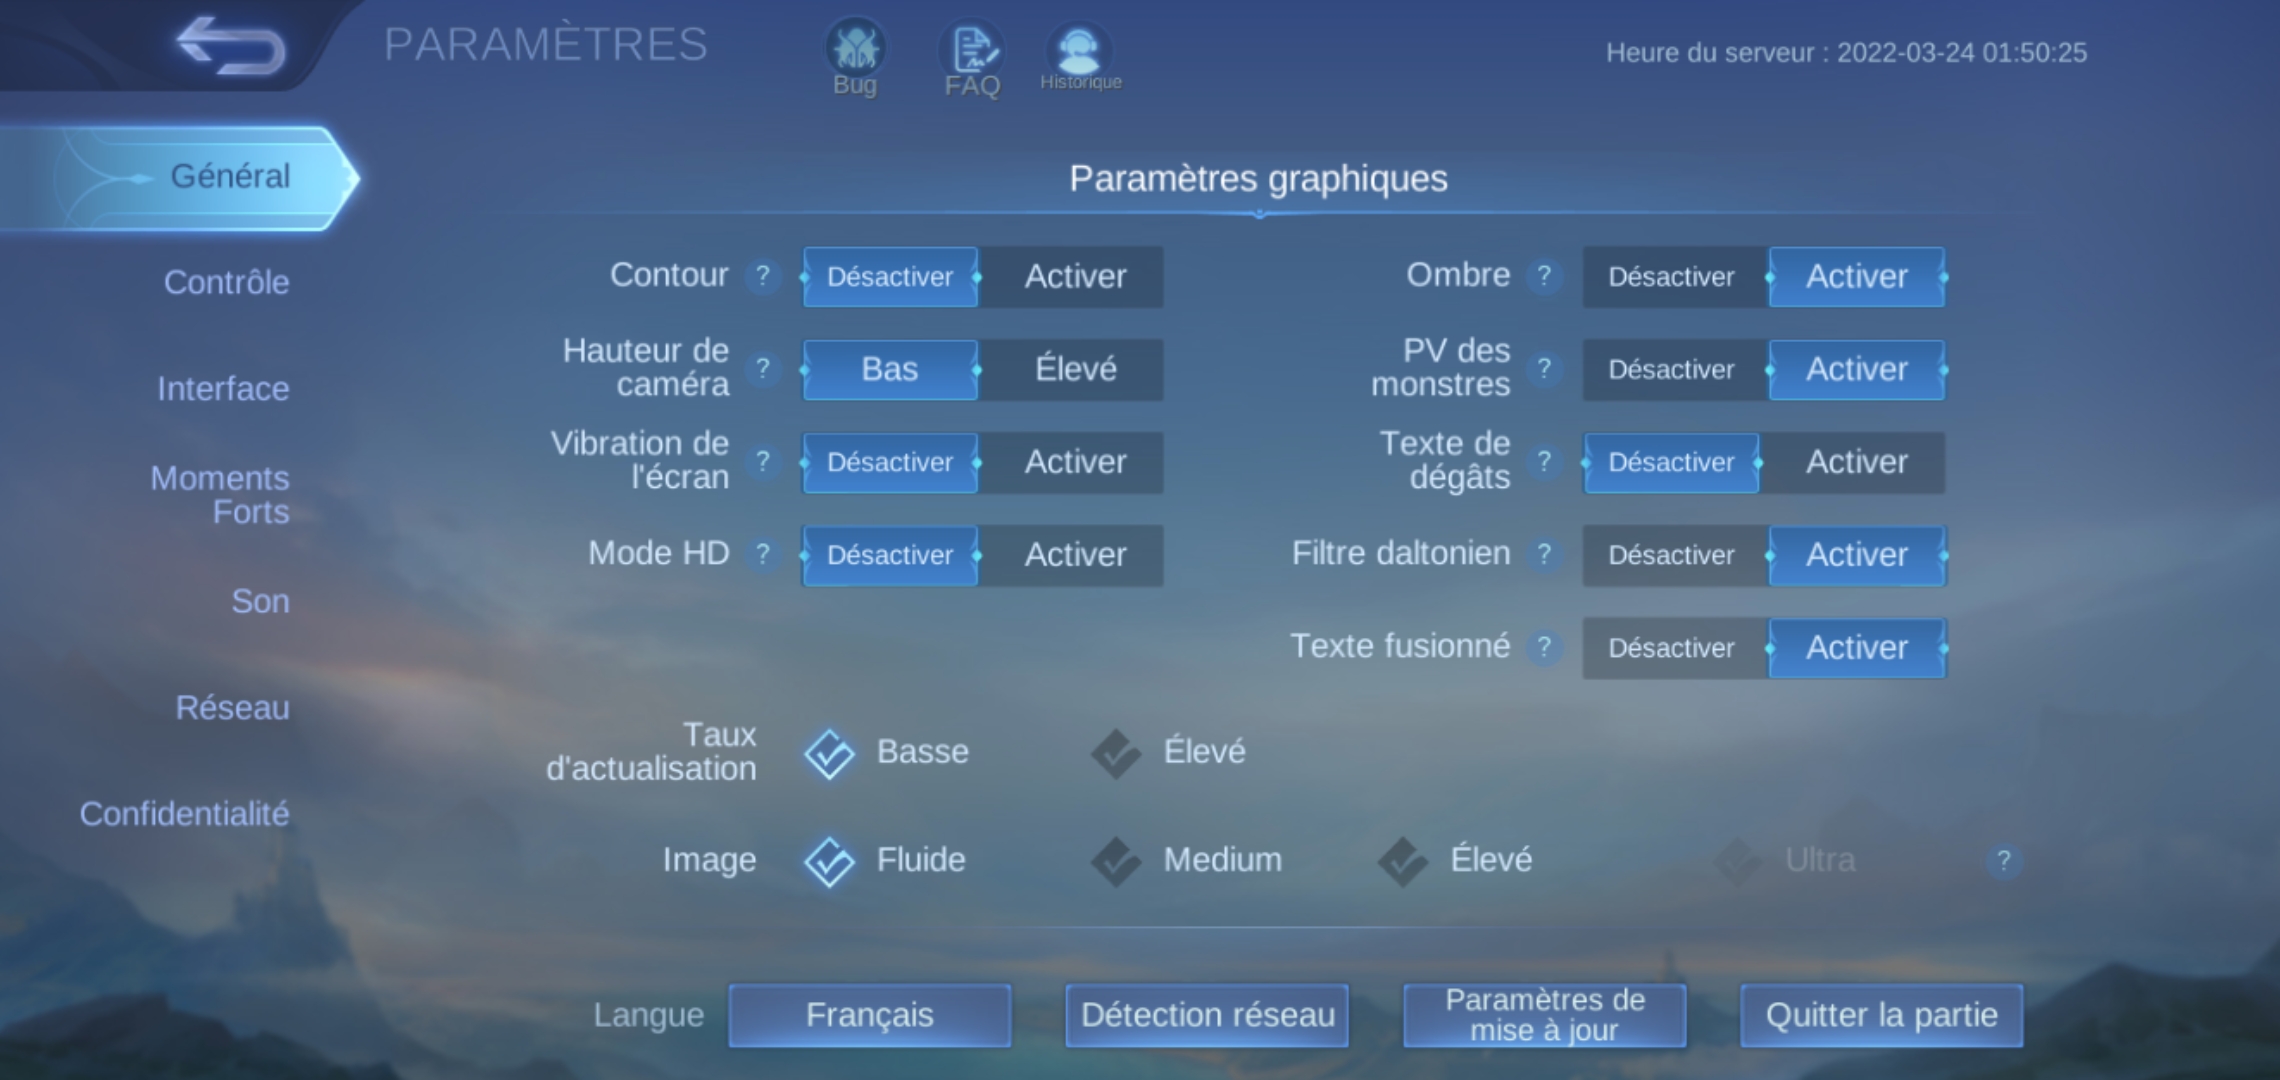 PARAMÈTRES
Bug
FAQ
Historique
Heure du serveur : 2022-03-24 01:50:25
Général
Contrôle
Interface
Moments
Forts
Son
Réseau
Confidentialité
Paramètres graphiques
Contour ? Désactiver Activer
Ombre ? Désactiver Activer
Hauteur de
caméra ? Bas Élevé
PV des
monstres ? Désactiver Activer
Vibration de
l'écran ? Désactiver Activer
Texte de
dégâts ? Désactiver Activer
Mode HD ? Désactiver Activer
Filtre daltonien ? Désactiver Activer
Texte fusionné ? Désactiver Activer
Taux
d'actualisation Basse Élevé
Image Fluide Medium Élevé Ultra ?
Langue Français
Détection réseau
Paramètres de
mise à jour
Quitter la partie